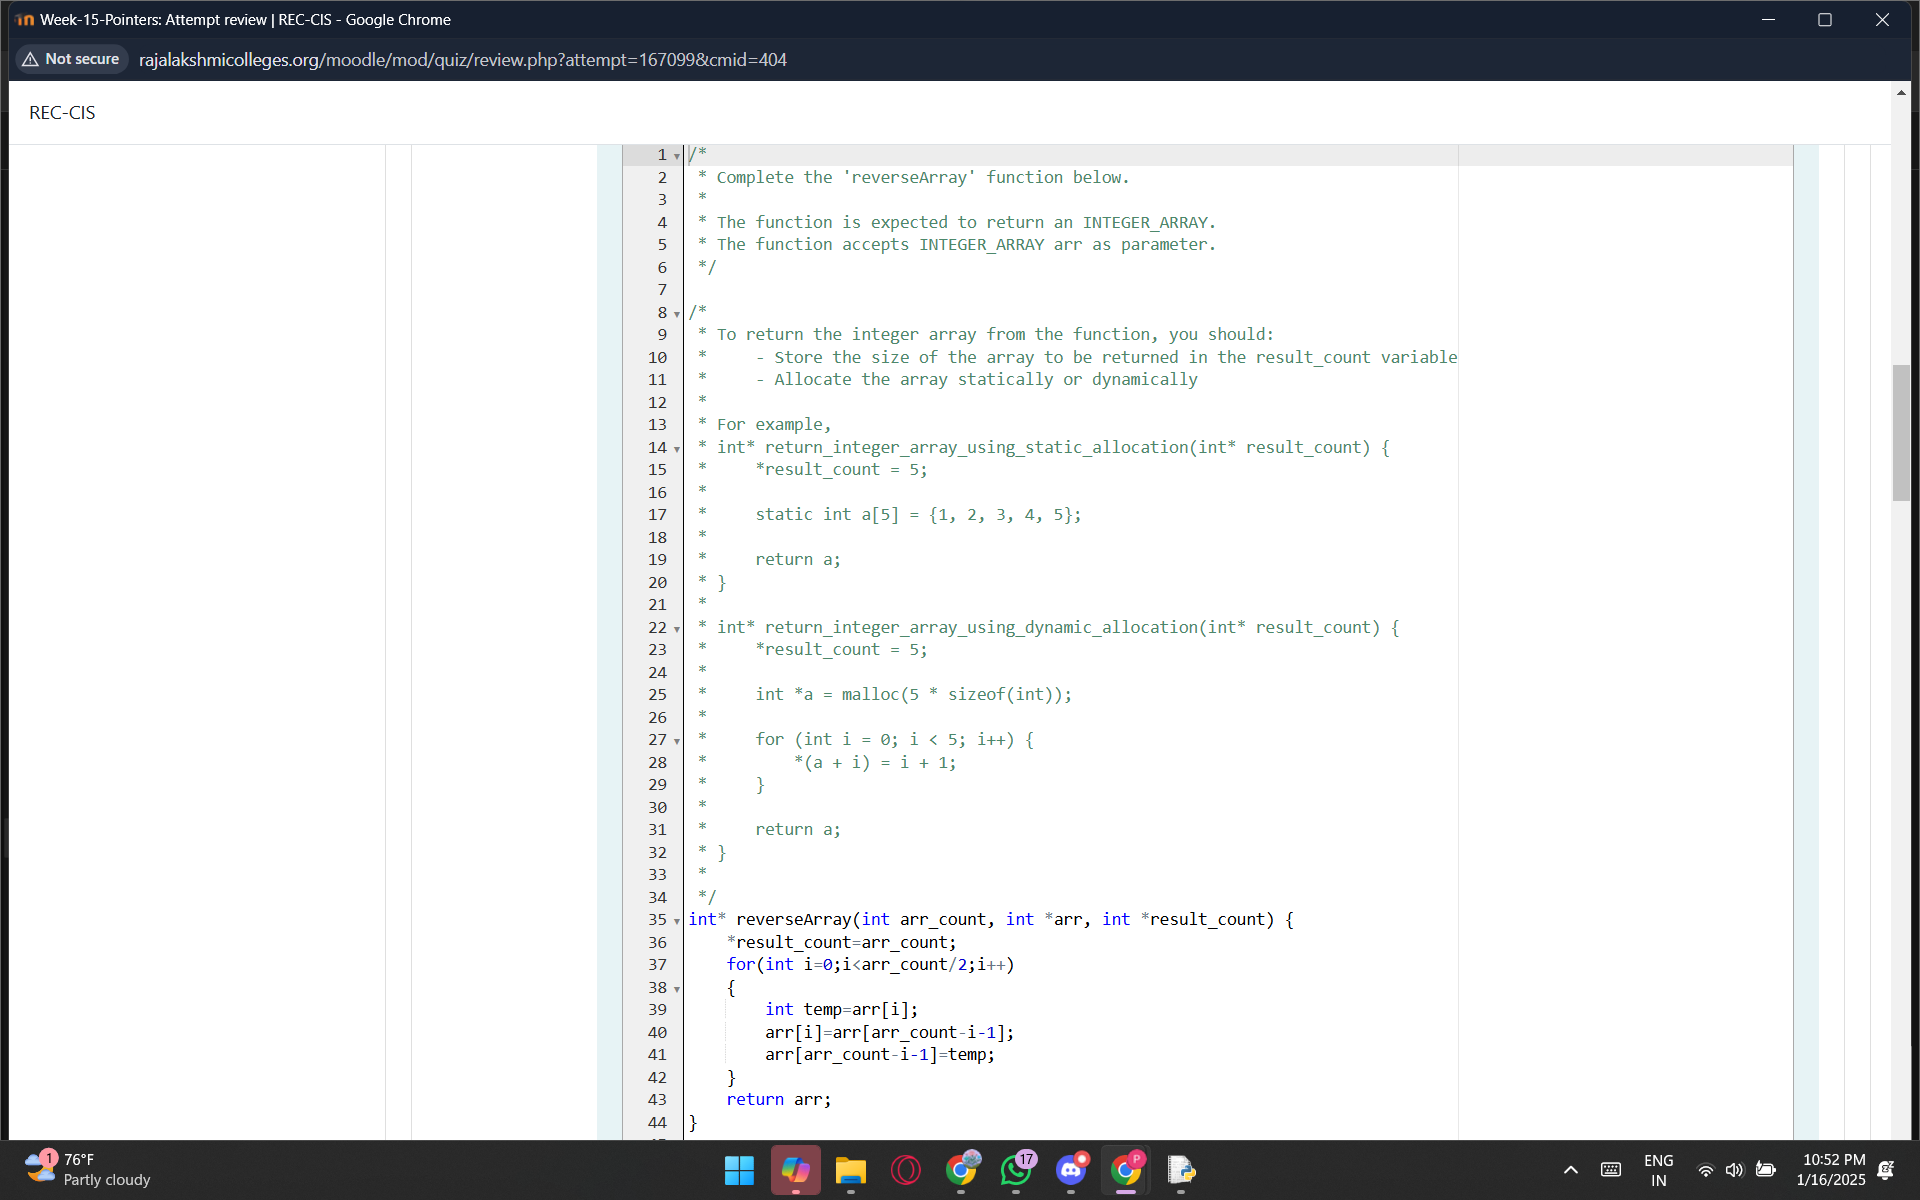 Week-15-Pointers: Attempt review | REC-CIS - Google Chrome
Not secure rajalakshmicolleges.org/moodle/mod/quiz/review.php?attempt=167099&cmid=404
REC-CIS
1 /*
2  * Complete the 'reverseArray' function below.
3  *
4  * The function is expected to return an INTEGER_ARRAY.
5  * The function accepts INTEGER_ARRAY arr as parameter.
6  */
7
8 /*
9  * To return the integer array from the function, you should:
10  *     - Store the size of the array to be returned in the result_count variable
11  *     - Allocate the array statically or dynamically
12  *
13  * For example,
14  * int* return_integer_array_using_static_allocation(int* result_count) {
15  *     *result_count = 5;
16  *
17  *     static int a[5] = {1, 2, 3, 4, 5};
18  *
19  *     return a;
20  * }
21  *
22  * int* return_integer_array_using_dynamic_allocation(int* result_count) {
23  *     *result_count = 5;
24  *
25  *     int *a = malloc(5 * sizeof(int));
26  *
27  *     for (int i = 0; i < 5; i++) {
28  *         *(a + i) = i + 1;
29  *     }
30  *
31  *     return a;
32  * }
33  *
34  */
35 int* reverseArray(int arr_count, int *arr, int *result_count) {
36     *result_count=arr_count;
37     for(int i=0;i<arr_count/2;i++)
38     {
39         int temp=arr[i];
40         arr[i]=arr[arr_count-i-1];
41         arr[arr_count-i-1]=temp;
42     }
43     return arr;
44 }
1 76°F
Partly cloudy
17
P
ENG
IN
10:52 PM
1/16/2025